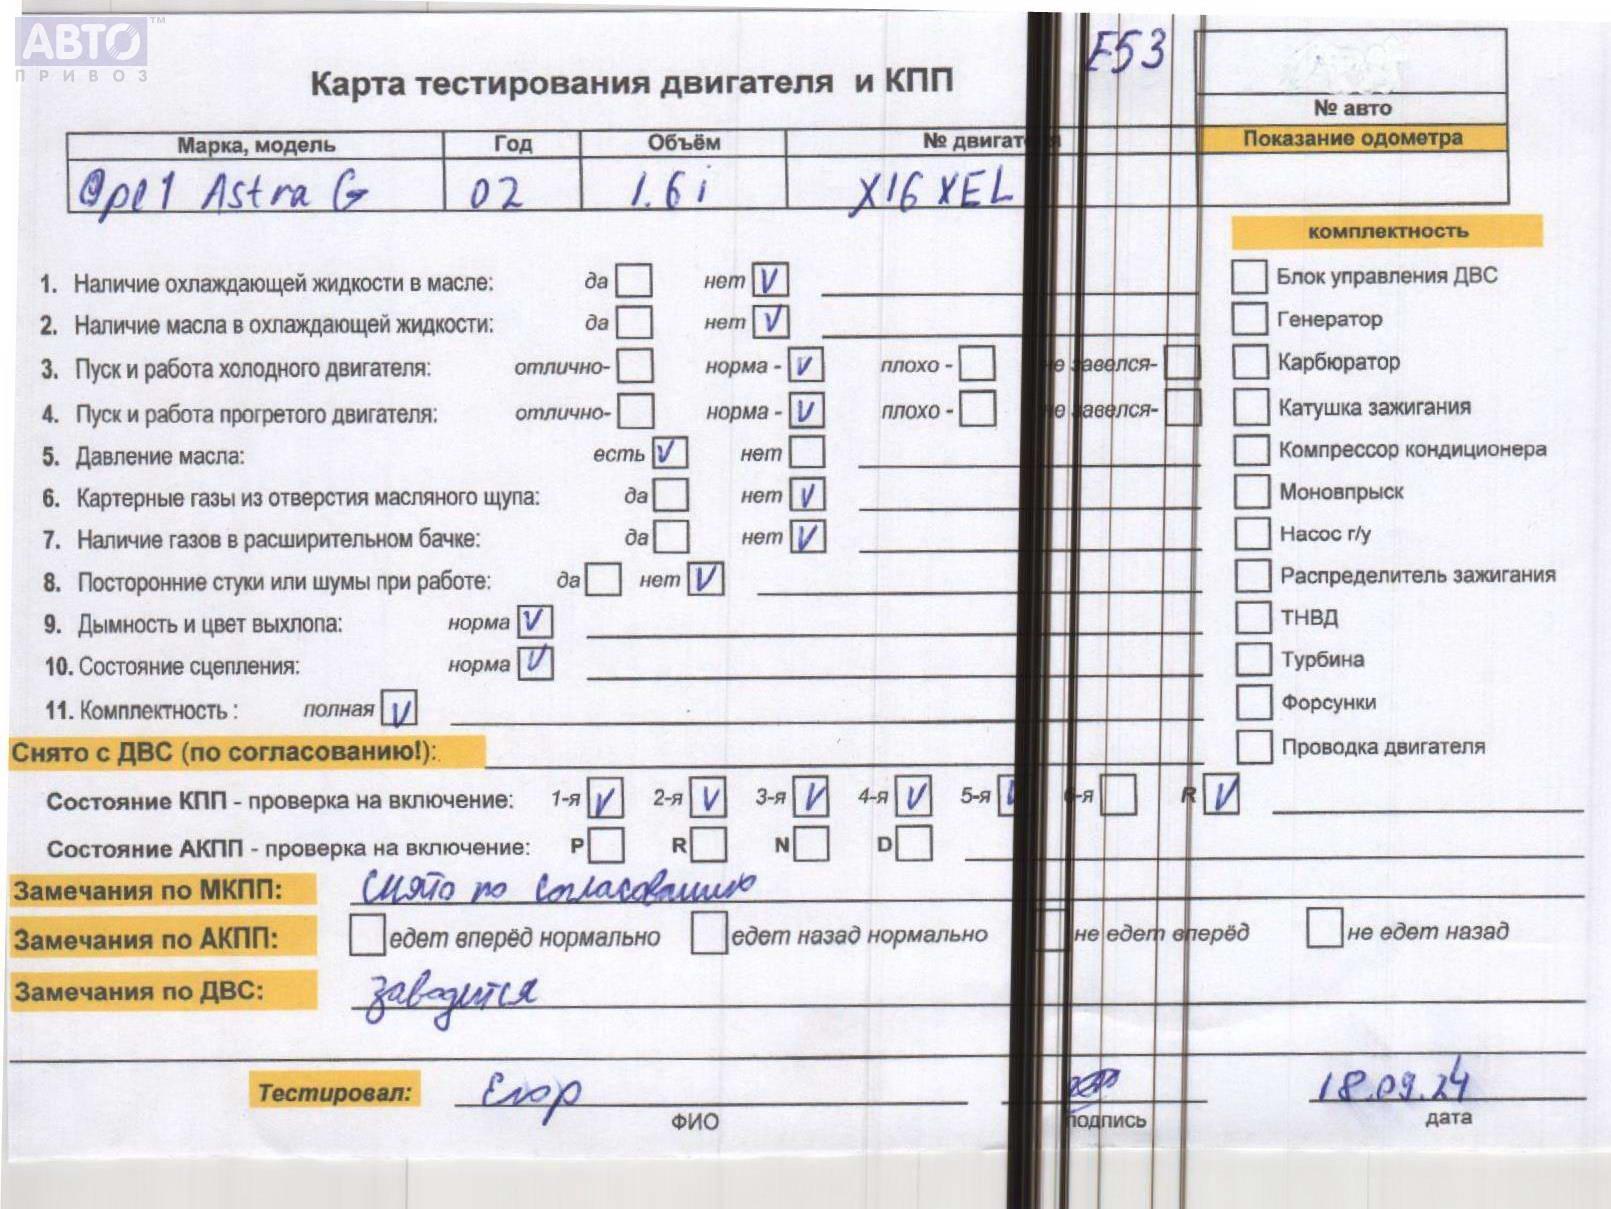 АВТО™
ПРИВОЗ
E53
Карта тестирования двигателя и КПП
№ авто
Марка, модель Год Объём № двигателя Показание одометра
Opel Astra G 02 1.6i X16XEL
комплектность
1. Наличие охлаждающей жидкости в масле: да нет V Блок управления ДВС
2. Наличие масла в охлаждающей жидкости: да нет V Генератор
3. Пуск и работа холодного двигателя: отлично- норма - V плохо - не завелся- Карбюратор
4. Пуск и работа прогретого двигателя: отлично- норма - V плохо - не завелся- Катушка зажигания
5. Давление масла: есть V нет Компрессор кондиционера
6. Картерные газы из отверстия масляного щупа: да нет V Моновпрыск
7. Наличие газов в расширительном бачке: да нет V Насос г/у
8. Посторонние стуки или шумы при работе: да нет V Распределитель зажигания
9. Дымность и цвет выхлопа: норма V ТНВД
10. Состояние сцепления: норма V Турбина
11. Комплектность : полная V Форсунки
Снято с ДВС (по согласованию!): Проводка двигателя
Состояние КПП - проверка на включение: 1-я V 2-я V 3-я V 4-я V 5-я V 6-я R V
Состояние АКПП - проверка на включение: P R N D
Замечания по МКПП: снято по согласованию
Замечания по АКПП: едет вперёд нормально едет назад нормально не едет вперёд не едет назад
Замечания по ДВС: заводится
Тестировал: Егор 18.09.24
ФИО подпись дата